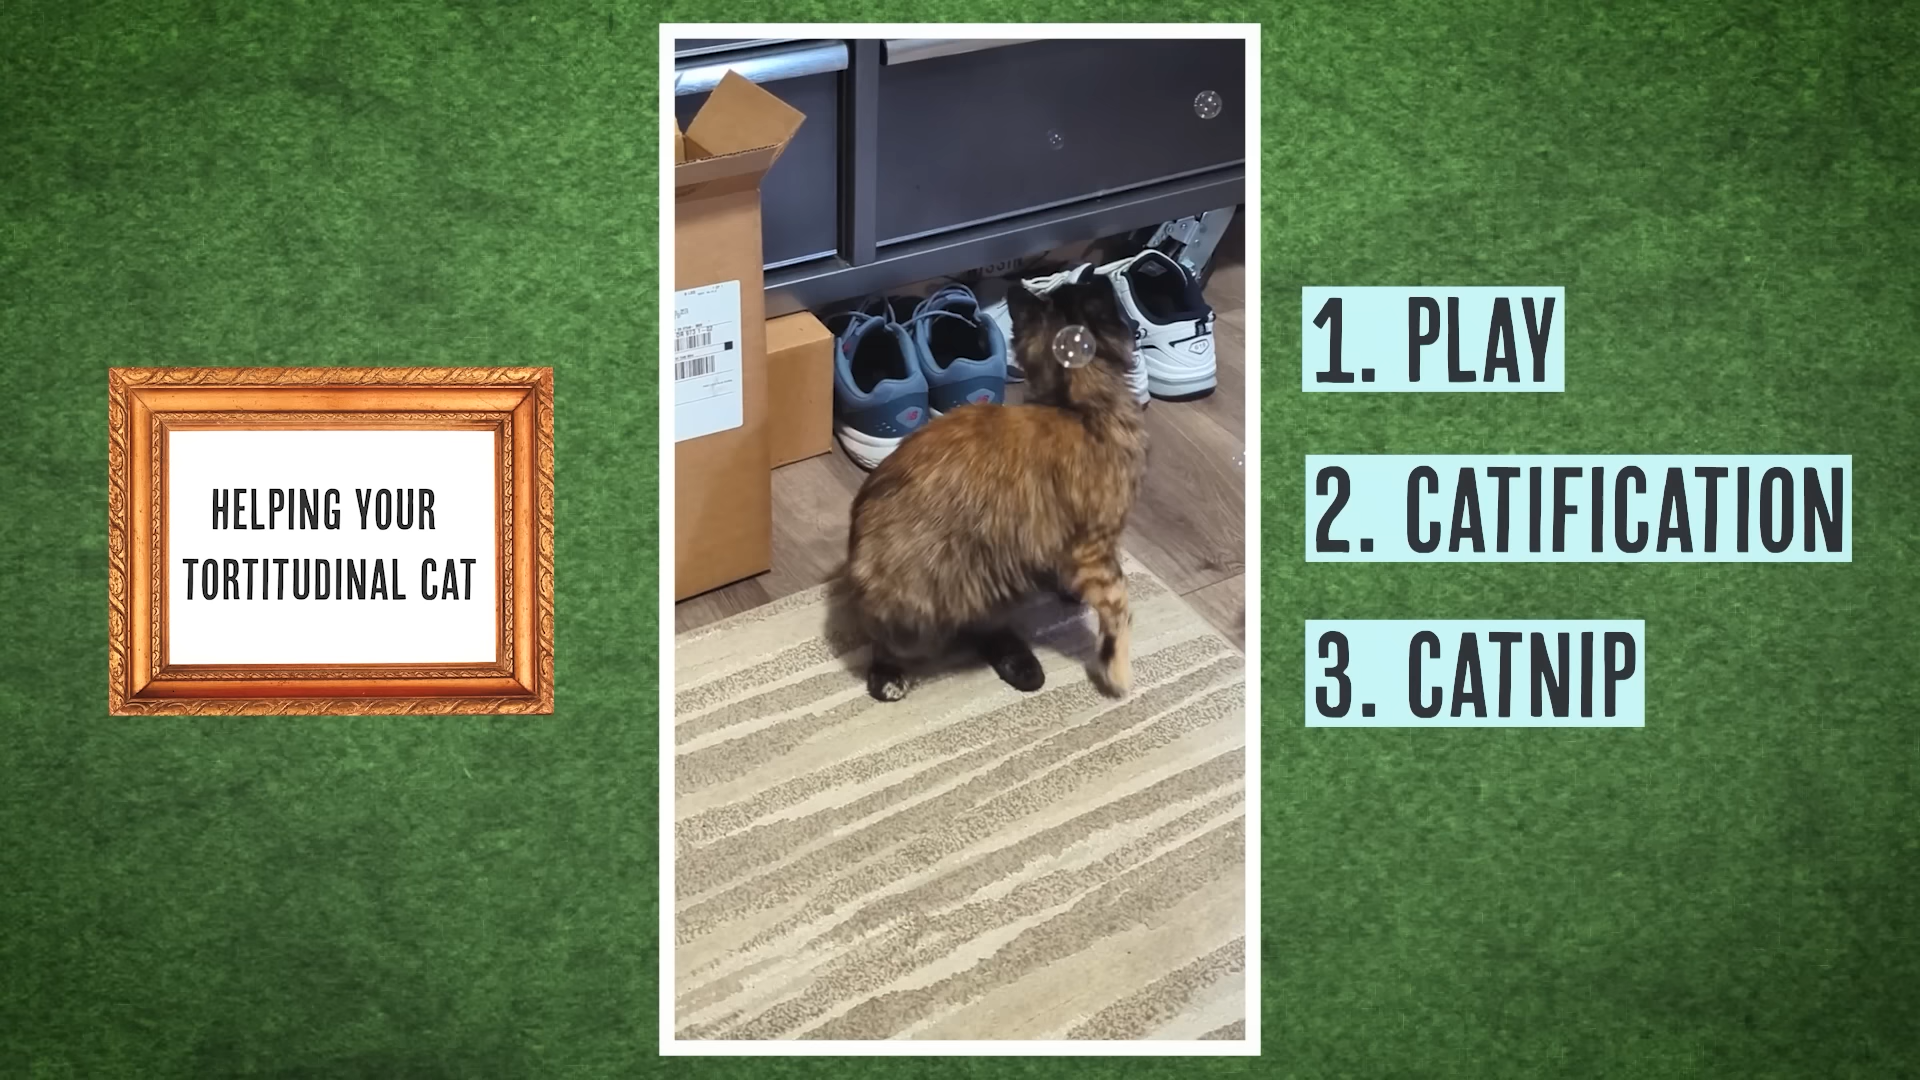 HELPING YOUR
TORTITUDINAL CAT
1. PLAY
2. CATIFICATION
3. CATNIP